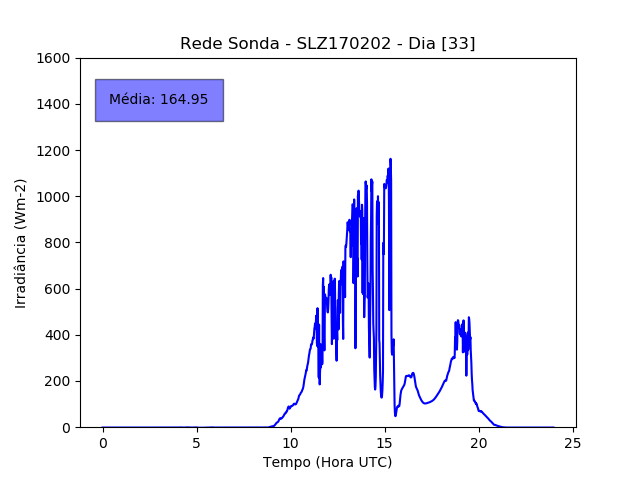 Rede Sonda - SLZ170202 - Dia [33]
1600
1400
1200
1000
800
600
400
200
0
Média: 164.95
Irradiância (Wm-2)
0 5 10 15 20 25
Tempo (Hora UTC)